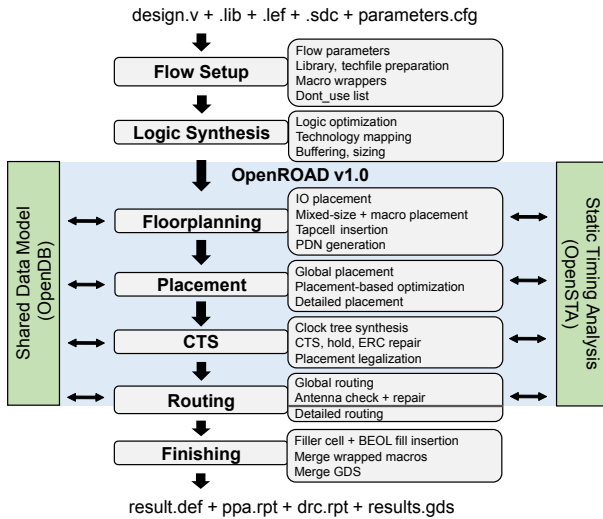 design.v + .lib + .lef + .sdc + parameters.cfg
Flow Setup
Flow parameters
Library, techfile preparation
Macro wrappers
Dont_use list
Logic Synthesis
Logic optimization
Technology mapping
Buffering, sizing
OpenROAD v1.0
Shared Data Model
(OpenDB)
Static Timing Analysis
(OpenSTA)
Floorplanning
IO placement
Mixed-size + macro placement
Tapcell insertion
PDN generation
Placement
Global placement
Placement-based optimization
Detailed placement
CTS
Clock tree synthesis
CTS, hold, ERC repair
Placement legalization
Routing
Global routing
Antenna check + repair
Detailed routing
Finishing
Filler cell + BEOL fill insertion
Merge wrapped macros
Merge GDS
result.def + ppa.rpt + drc.rpt + results.gds